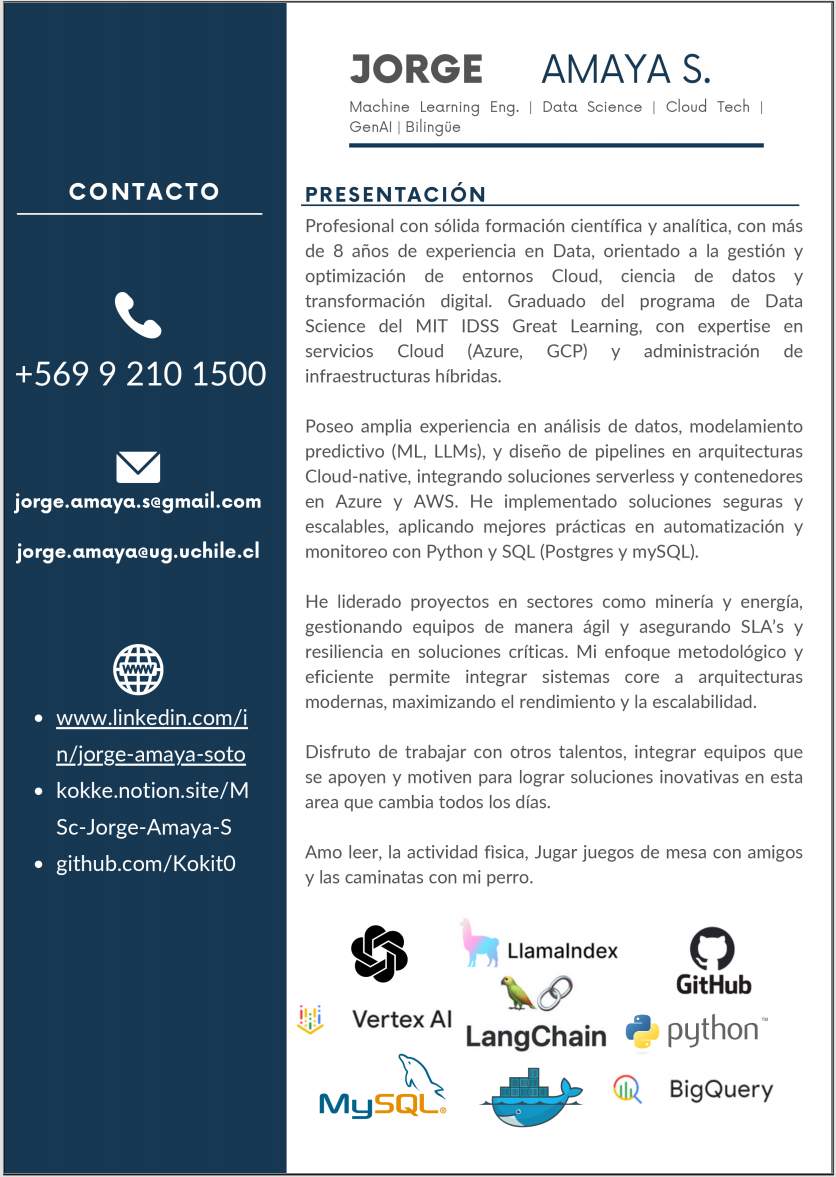 JORGE AMAYA S.
Machine Learning Eng. | Data Science | Cloud Tech |
GenAI | Bilingüe
CONTACTO
+569 9 210 1500
jorge.amaya.s@gmail.com
jorge.amaya@ug.uchile.cl
www
www.linkedin.com/i
n/jorge-amaya-soto
kokke.notion.site/M
Sc-Jorge-Amaya-S
github.com/Kokit0
PRESENTACIÓN
Profesional con sólida formación científica y analítica, con más
de 8 años de experiencia en Data, orientado a la gestión y
optimización de entornos Cloud, ciencia de datos y
transformación digital. Graduado del programa de Data
Science del MIT IDSS Great Learning, con expertise en
servicios Cloud (Azure, GCP) y administración de
infraestructuras híbridas.
Poseo amplia experiencia en análisis de datos, modelamiento
predictivo (ML, LLMs), y diseño de pipelines en arquitecturas
Cloud-native, integrando soluciones serverless y contenedores
en Azure y AWS. He implementado soluciones seguras y
escalables, aplicando mejores prácticas en automatización y
monitoreo con Python y SQL (Postgres y mySQL).
He liderado proyectos en sectores como minería y energía,
gestionando equipos de manera ágil y asegurando SLA's y
resiliencia en soluciones críticas. Mi enfoque metodológico y
eficiente permite integrar sistemas core a arquitecturas
modernas, maximizando el rendimiento y la escalabilidad.
Disfruto de trabajar con otros talentos, integrar equipos que
se apoyen y motiven para lograr soluciones inovativas en esta
area que cambia todos los días.
Amo leer, la actividad física, Jugar juegos de mesa con amigos
y las caminatas con mi perro.
LlamaIndex
GitHub
Vertex AI
LangChain
python™
MySQL®
BigQuery